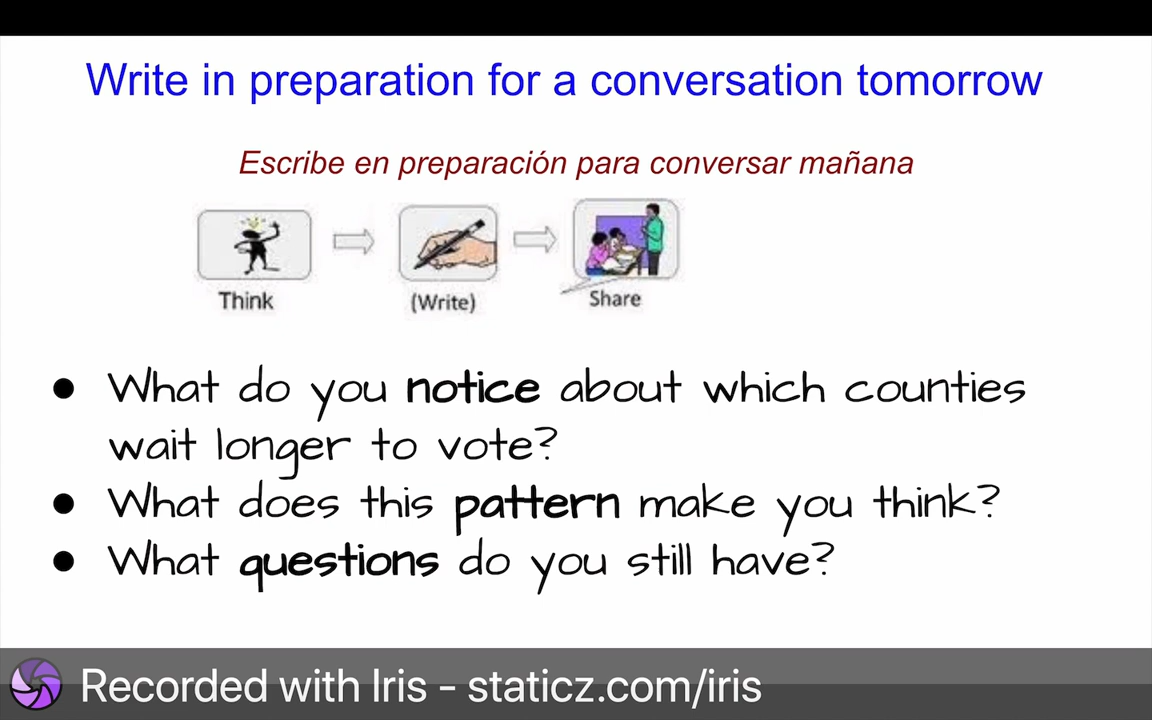 Write in preparation for a conversation tomorrow
Escribe en preparación para conversar mañana
Think
(Write)
Share
● What do you notice about which counties
wait longer to vote?
● What does this pattern make you think?
● What questions do you still have?
Recorded with Iris - staticz.com/iris